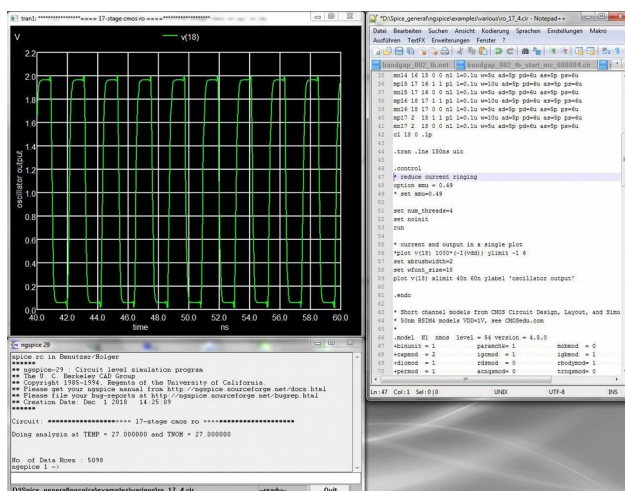 tran1: ******************==== 17-stage cmos ro ====******************
V
v(18)
2.2
2.0
1.8
1.6
1.4
1.2
1.0
0.8
0.6
0.4
0.2
0.0
oscillator output
40.0 42.0 44.0 46.0 48.0 50.0 52.0 54.0 56.0 58.0 60.0
time ns
ngspice 29
spice.rc in Benutzer/Holger
******
** ngspice-29 : Circuit level simulation program
** The U. C. Berkeley CAD Group
** Copyright 1985-1994, Regents of the University of California.
** Please get your ngspice manual from http://ngspice.sourceforge.net/docs.html
** Please file your bug-reports at http://ngspice.sourceforge.net/bugrep.html
** Creation Date: Dec 1 2018 14:25:09
******
Circuit: ******************==== 17-stage cmos ro ====******************
Doing analysis at TEMP = 27.000000 and TNOM = 27.000000
No. of Data Rows : 5098
ngspice 1 ->
D:\Spice_general\ngspice\examples\various\ro_17_4.cir --ready-- Quit
*D:\Spice_general\ngspice\examples\various\ro_17_4.cir - Notepad++
Datei Bearbeiten Suchen Ansicht Kodierung Sprachen Einstellungen Makro
Ausführen TextFX Erweiterungen Fenster ?
bandgap_002_tb.net bandgap_002_tb_start_mc_000004.cir
35 mn14 16 15 0 0 n1 l=0.1u w=5u ad=5p pd=6u as=5p ps=6u
36 mp15 17 16 1 1 p1 l=0.1u w=10u ad=5p pd=6u as=5p ps=6u
37 mn15 17 16 0 0 n1 l=0.1u w=5u ad=5p pd=6u as=5p ps=6u
38 mp16 18 17 1 1 p1 l=0.1u w=10u ad=5p pd=6u as=5p ps=6u
39 mn16 18 17 0 0 n1 l=0.1u w=5u ad=5p pd=6u as=5p ps=6u
40 mp17 2 18 1 1 p1 l=0.1u w=10u ad=5p pd=6u as=5p ps=6u
41 mn17 2 18 0 0 n1 l=0.1u w=5u ad=5p pd=6u as=5p ps=6u
42 cl 18 0 .1p
43
44 .tran .1ns 150ns uic
45
46 .control
47 * reduce current ringing
48 option xmu = 0.49
49 * set xmu=0.49
50
51 set num_threads=4
52 set noinit
53 run
54
55 * current and output in a single plot
56 *plot v(18) 1000*(-I(vdd)) ylimit -1 6
57 set xbrushwidth=2
58 set wfont_size=18
59 plot v(18) xlimit 40n 60n ylabel 'oscillator output'
60
61 .endc
62
63 * Short channel models from CMOS Circuit Design, Layout, and Simu
64 * 50nm BSIM4 models VDD=1V, see CMOSedu.com
65 *
66 .model N1 nmos level = 54 version = 4.5.0
67 +binunit = 1 paramchk= 1 mobmod = 0
68 +capmod = 2 igcmod = 1 igbmod = 1
69 +diomod = 1 rdsmod = 0 rbodymod= 1
70 +permod = 1 acnqsmod= 0 trnqsmod= 0
Ln:47 Col:1 Sel:0|0 UNIX UTF-8 INS